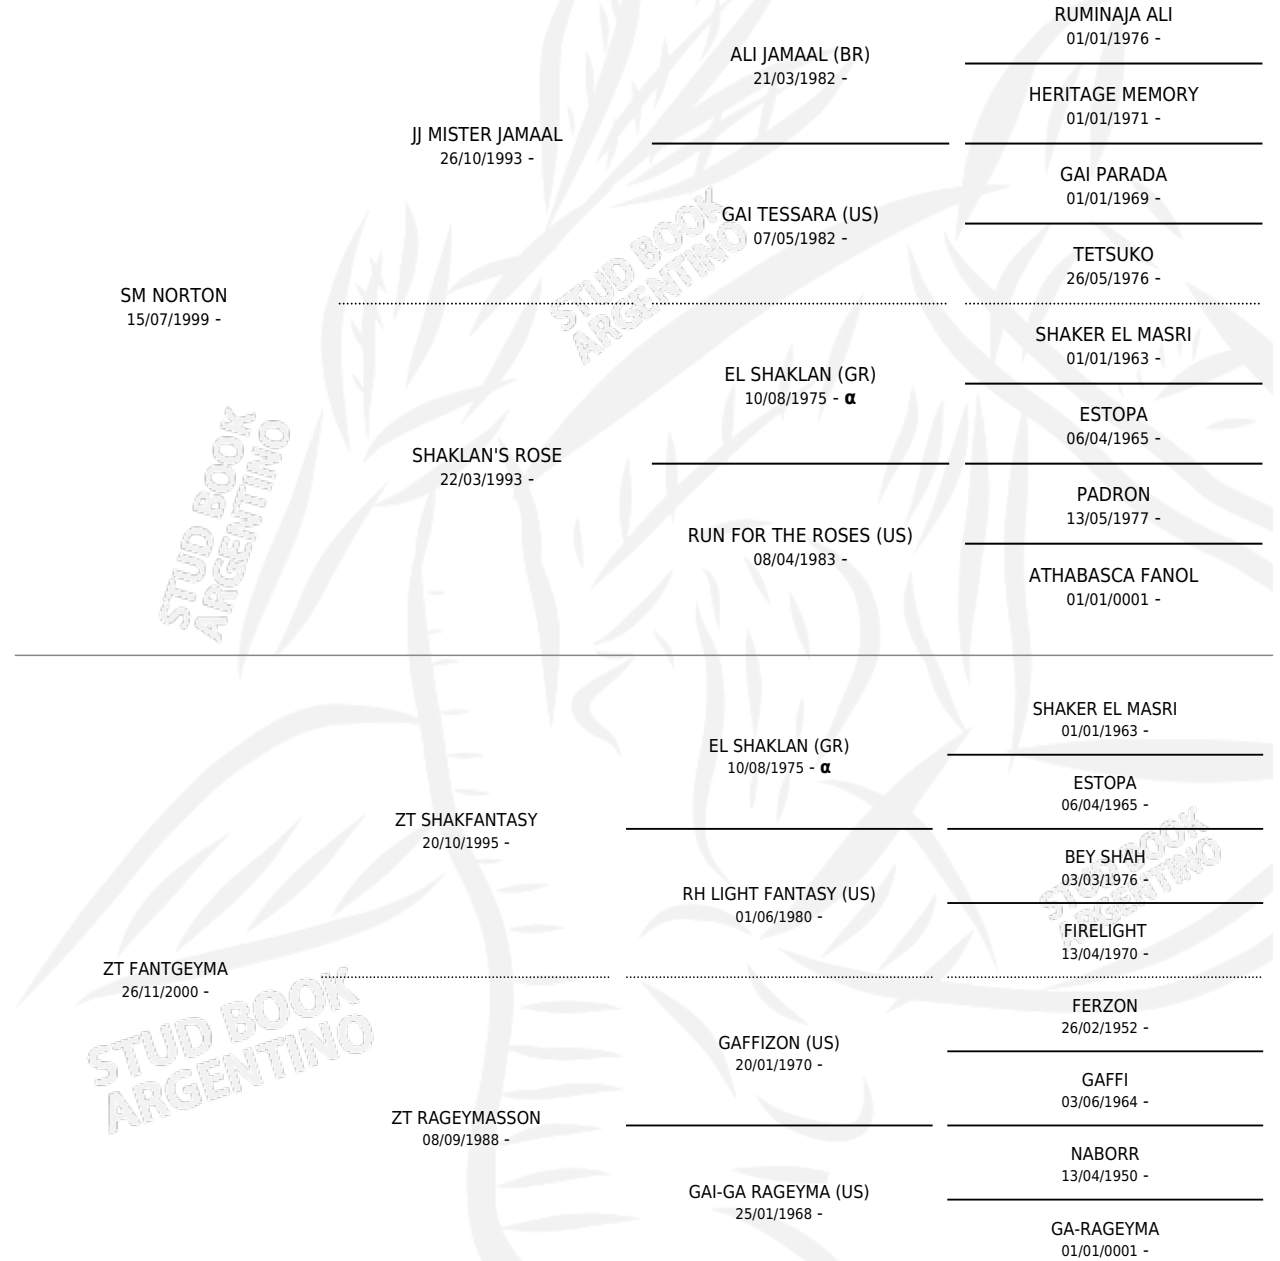 RUMINAJA ALI
01/01/1976 -
ALI JAMAAL (BR)
21/03/1982 -
HERITAGE MEMORY
01/01/1971 -
JJ MISTER JAMAAL
26/10/1993 -
GAI PARADA
01/01/1969 -
GAI TESSARA (US)
07/05/1982 -
TETSUKO
26/05/1976 -
SM NORTON
15/07/1999 -
STUD BOOK
ARGENTINO
SHAKER EL MASRI
01/01/1963 -
EL SHAKLAN (GR)
10/08/1975 - α
ESTOPA
06/04/1965 -
SHAKLAN'S ROSE
22/03/1993 -
STUD BOOK
ARGENTINO
PADRON
13/05/1977 -
RUN FOR THE ROSES (US)
08/04/1983 -
ATHABASCA FANOL
01/01/0001 -
SHAKER EL MASRI
01/01/1963 -
EL SHAKLAN (GR)
10/08/1975 - α
ESTOPA
06/04/1965 -
ZT SHAKFANTASY
20/10/1995 -
BEY SHAH
03/03/1976 -
STUD BOOK
ARGENTINO
RH LIGHT FANTASY (US)
01/06/1980 -
FIRELIGHT
13/04/1970 -
ZT FANTGEYMA
26/11/2000 -
STUD BOOK
ARGENTINO
FERZON
26/02/1952 -
GAFFIZON (US)
20/01/1970 -
GAFFI
03/06/1964 -
ZT RAGEYMASSON
08/09/1988 -
NABORR
13/04/1950 -
GAI-GA RAGEYMA (US)
25/01/1968 -
GA-RAGEYMA
01/01/0001 -